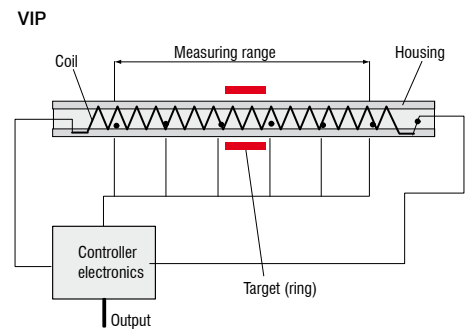 VIP
Measuring range
Coil
Housing
Controller
electronics
Target (ring)
Output